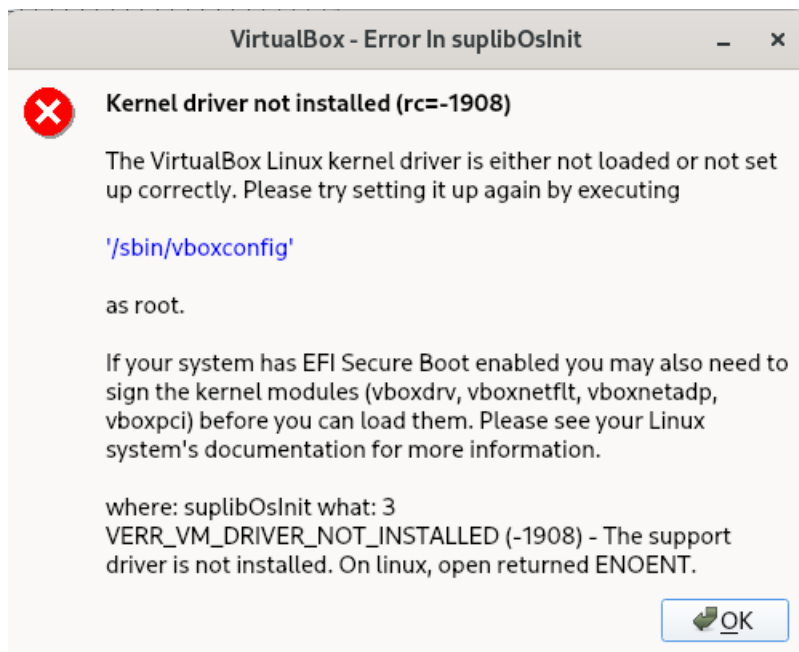 VirtualBox - Error In suplibOsInit
Kernel driver not installed (rc=-1908)
The VirtualBox Linux kernel driver is either not loaded or not set
up correctly. Please try setting it up again by executing
'/sbin/vboxconfig'
as root.
If your system has EFI Secure Boot enabled you may also need to
sign the kernel modules (vboxdrv, vboxnetflt, vboxnetadp,
vboxpci) before you can load them. Please see your Linux
system's documentation for more information.
where: suplibOsInit what: 3
VERR_VM_DRIVER_NOT_INSTALLED (-1908) - The support
driver is not installed. On linux, open returned ENOENT.
OK